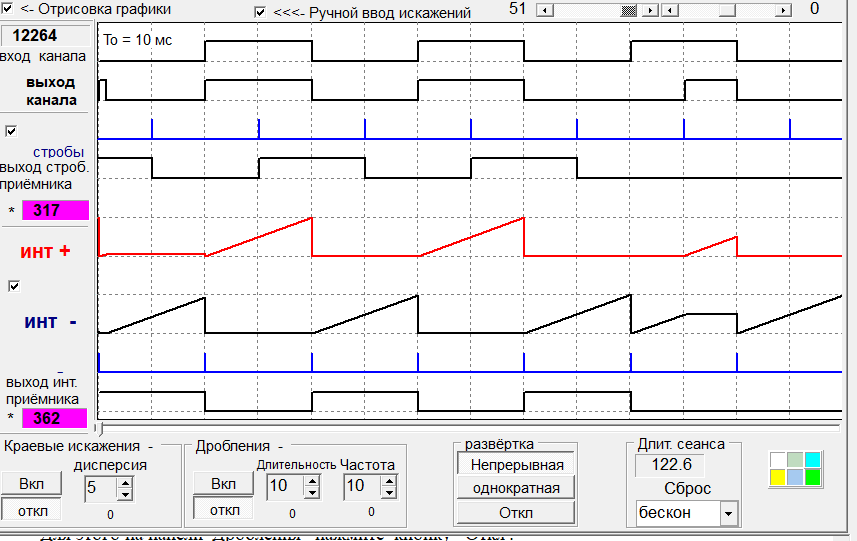 <- Отрисовка графики
<<<- Ручной ввод искажений
51
0
12264
вход канала
To = 10 мс
выход
канала
стробы
выход строб.
приёмника
* 317
инт +
инт -
-
выход инт.
приёмника
* 362
Краевые искажения -
дисперсия
Вкл
откл
5
0
Дробления -
Длительность Частота
Вкл
откл
10
10
0
0
развёртка
Непрерывная
однократная
Откл
Длит. сеанса
122.6
Сброс
бескон